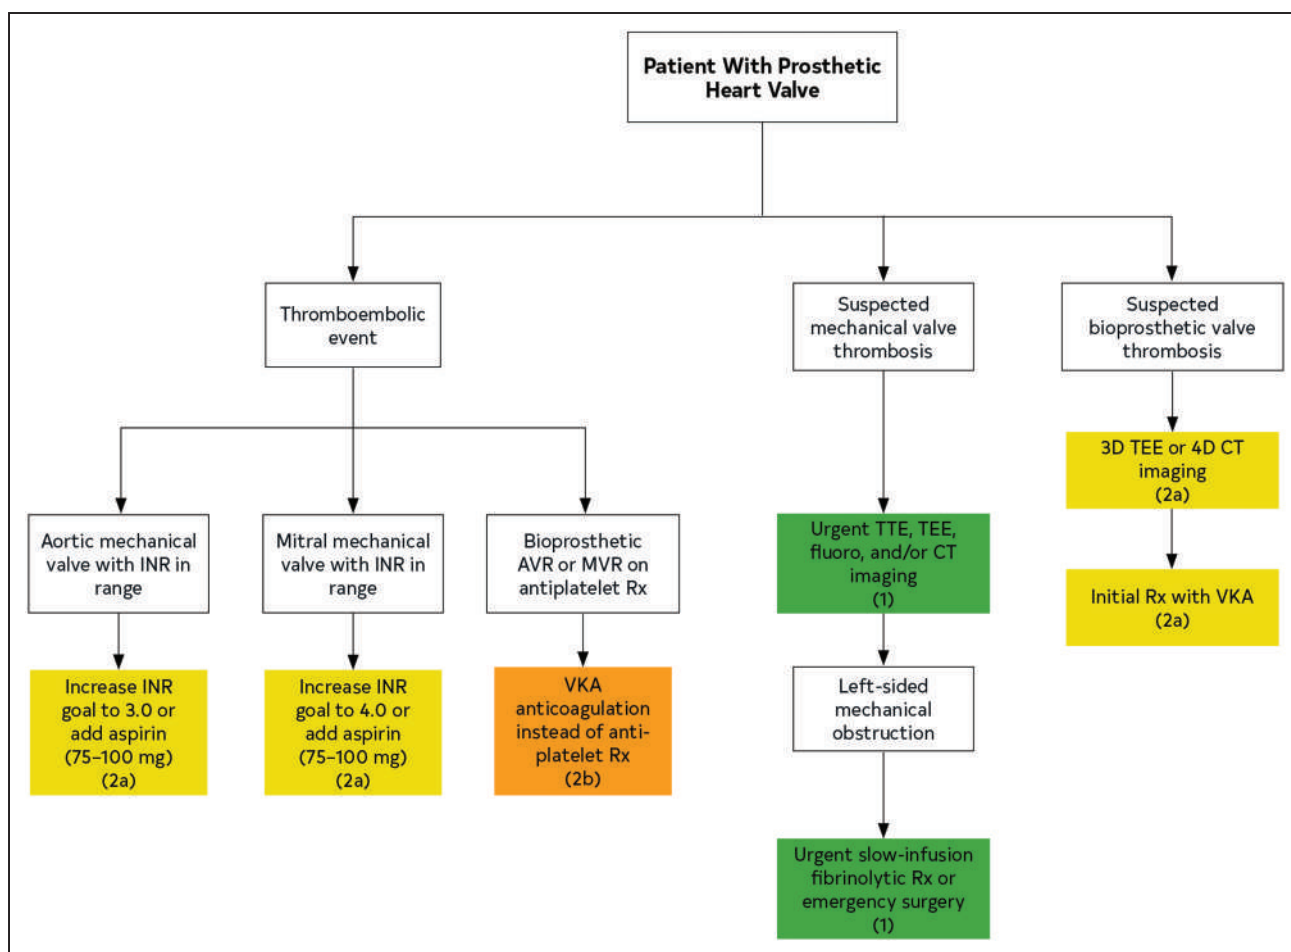 Patient With Prosthetic
Heart Valve
Thromboembolic
event
Suspected
mechanical valve
thrombosis
Suspected
bioprosthetic valve
thrombosis
3D TEE or 4D CT
imaging
(2a)
Aortic mechanical
valve with INR in
range
Mitral mechanical
valve with INR in
range
Bioprosthetic
AVR or MVR on
antiplatelet Rx
Urgent TTE, TEE,
fluoro, and/or CT
imaging
(1)
Initial Rx with VKA
(2a)
Increase INR
goal to 3.0 or
add aspirin
(75–100 mg)
(2a)
Increase INR
goal to 4.0 or
add aspirin
(75–100 mg)
(2a)
VKA
anticoagulation
instead of anti-
platelet Rx
(2b)
Left-sided
mechanical
obstruction
Urgent slow-infusion
fibrinolytic Rx or
emergency surgery
(1)